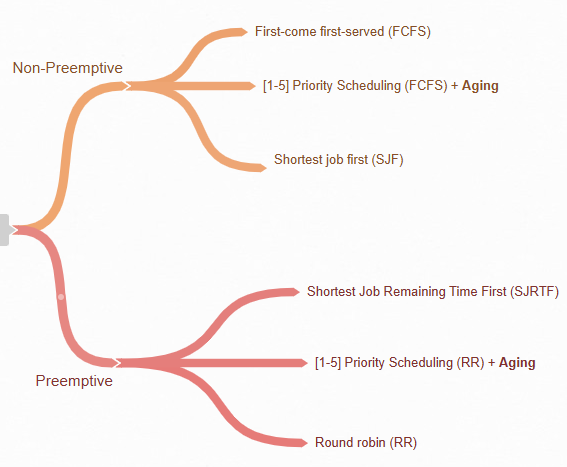 First-come first-served (FCFS)
Non-Preemptive
[1-5] Priority Scheduling (FCFS) + Aging
Shortest job first (SJF)
Shortest Job Remaining Time First (SJRTF)
[1-5] Priority Scheduling (RR) + Aging
Preemptive
Round robin (RR)